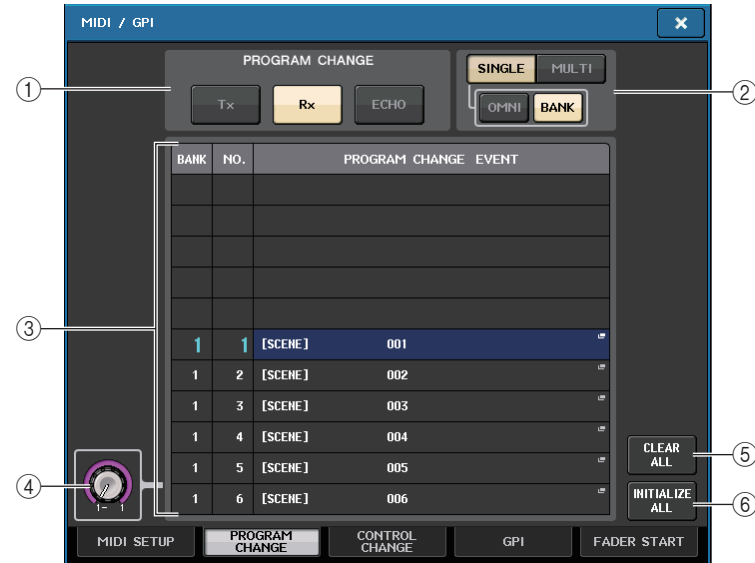 MIDI / GPI
PROGRAM CHANGE
SINGLE MULTI
1
Tx Rx ECHO
2
OMNI BANK
BANK NO. PROGRAM CHANGE EVENT
3
1 1 [SCENE] 001
1 2 [SCENE] 002
1 3 [SCENE] 003
1 4 [SCENE] 004
CLEAR ALL
5
1 5 [SCENE] 005
4
1- 1
1 6 [SCENE] 006
INITIALIZE ALL
6
MIDI SETUP PROGRAM CHANGE CONTROL CHANGE GPI FADER START